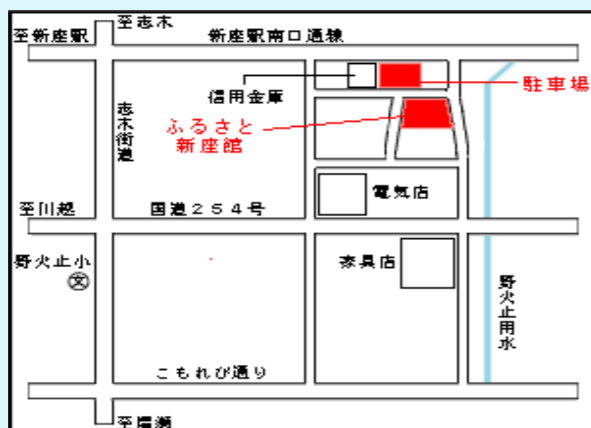 至志木
至新座駅
新座駅南口通線
信用金庫
駐車場
志木街道
ふるさと
新座館
電気店
至川越
国道254号
野火止小
文
家具店
野火止用水
こもれび通り